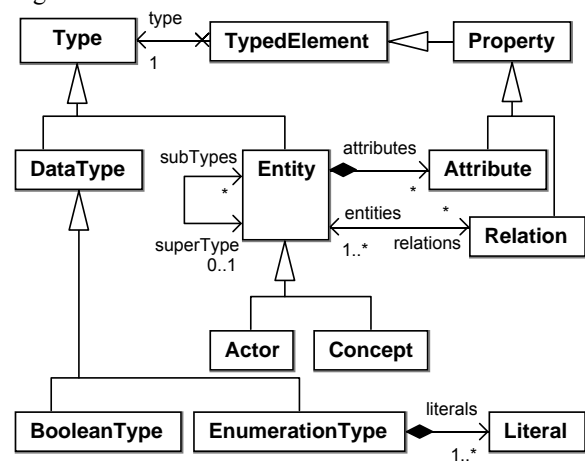 type
Type
TypedElement
Property
1
subTypes
Entity
attributes
DataType
Attribute
*
*
entities
*
superType
0..1
1..*
relations
Relation
Actor
Concept
literals
BooleanType
EnumerationType
Literal
1..*